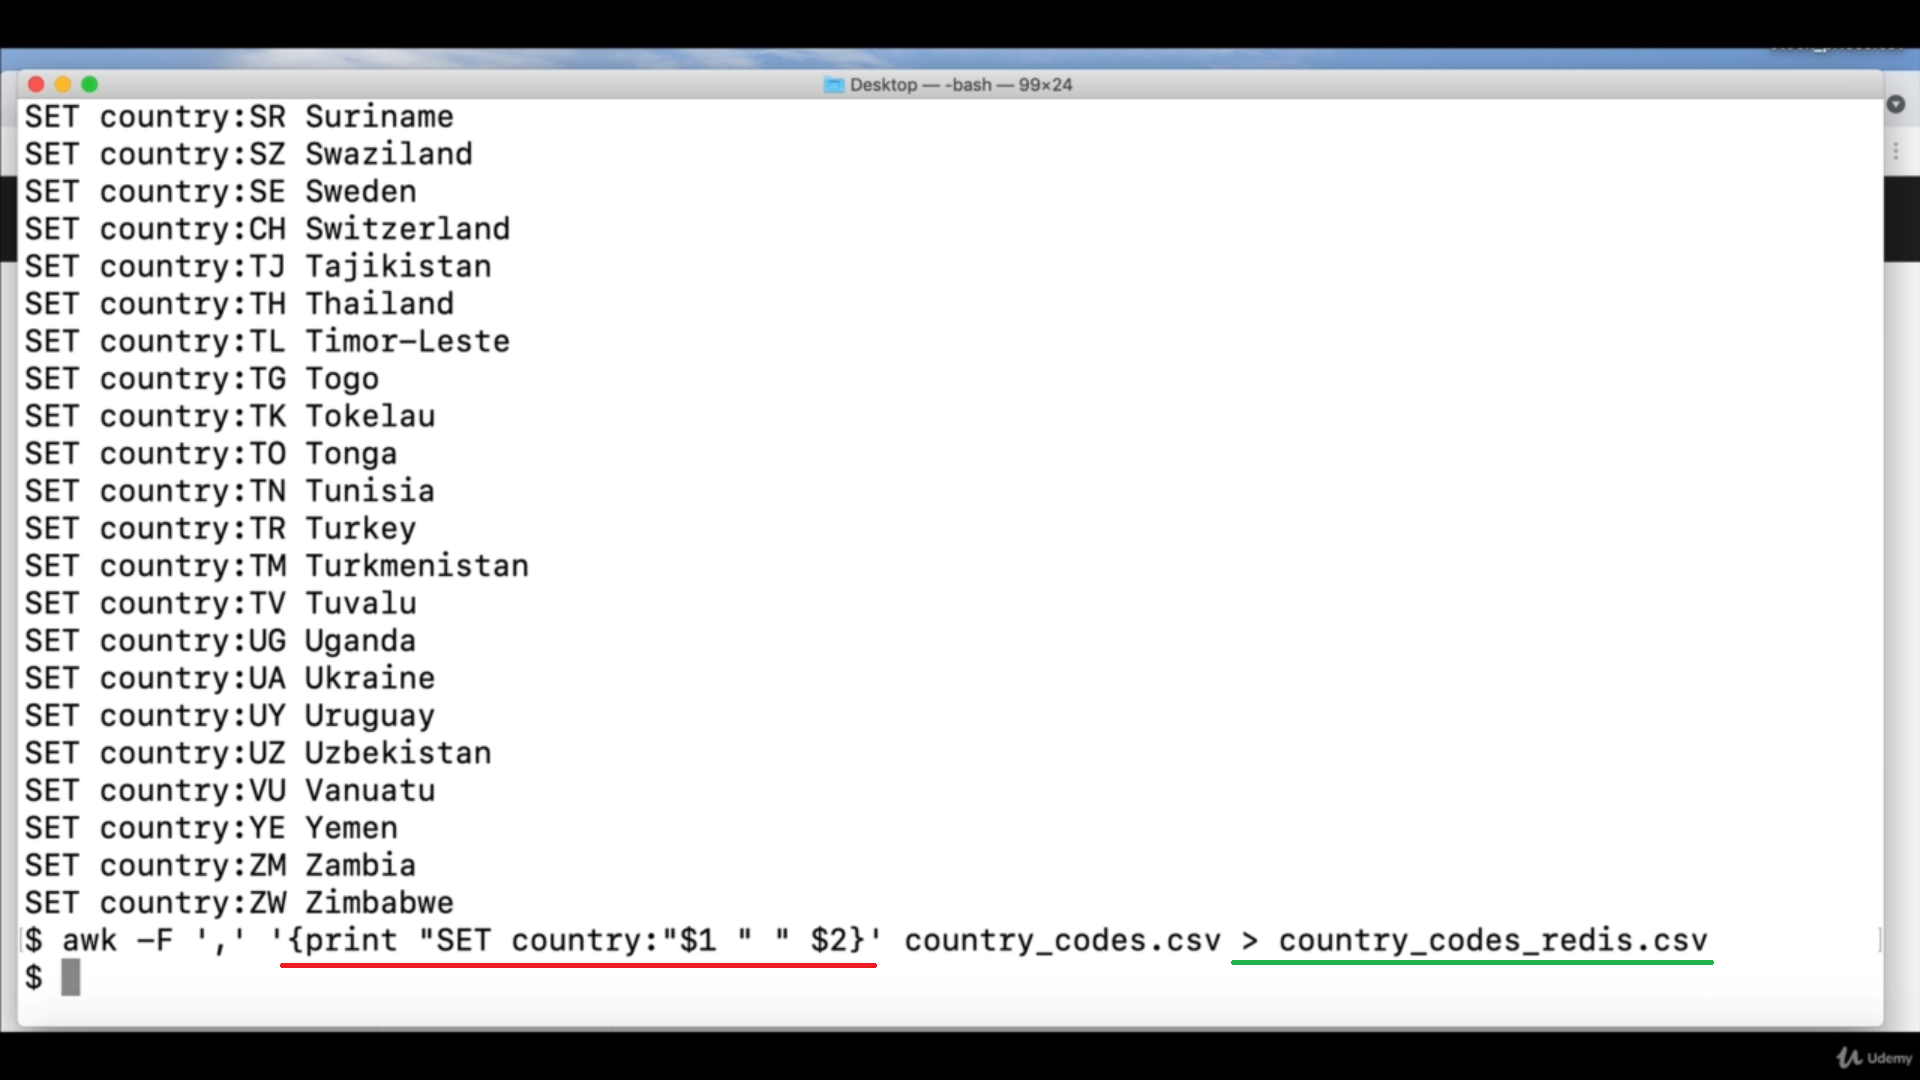 Desktop — -bash — 99×24
SET country:SR Suriname
SET country:SZ Swaziland
SET country:SE Sweden
SET country:CH Switzerland
SET country:TJ Tajikistan
SET country:TH Thailand
SET country:TL Timor-Leste
SET country:TG Togo
SET country:TK Tokelau
SET country:TO Tonga
SET country:TN Tunisia
SET country:TR Turkey
SET country:TM Turkmenistan
SET country:TV Tuvalu
SET country:UG Uganda
SET country:UA Ukraine
SET country:UY Uruguay
SET country:UZ Uzbekistan
SET country:VU Vanuatu
SET country:YE Yemen
SET country:ZM Zambia
SET country:ZW Zimbabwe
[$ awk -F ',' '{print "SET country:"$1 " " $2}' country_codes.csv > country_codes_redis.csv ]
$
Udemy